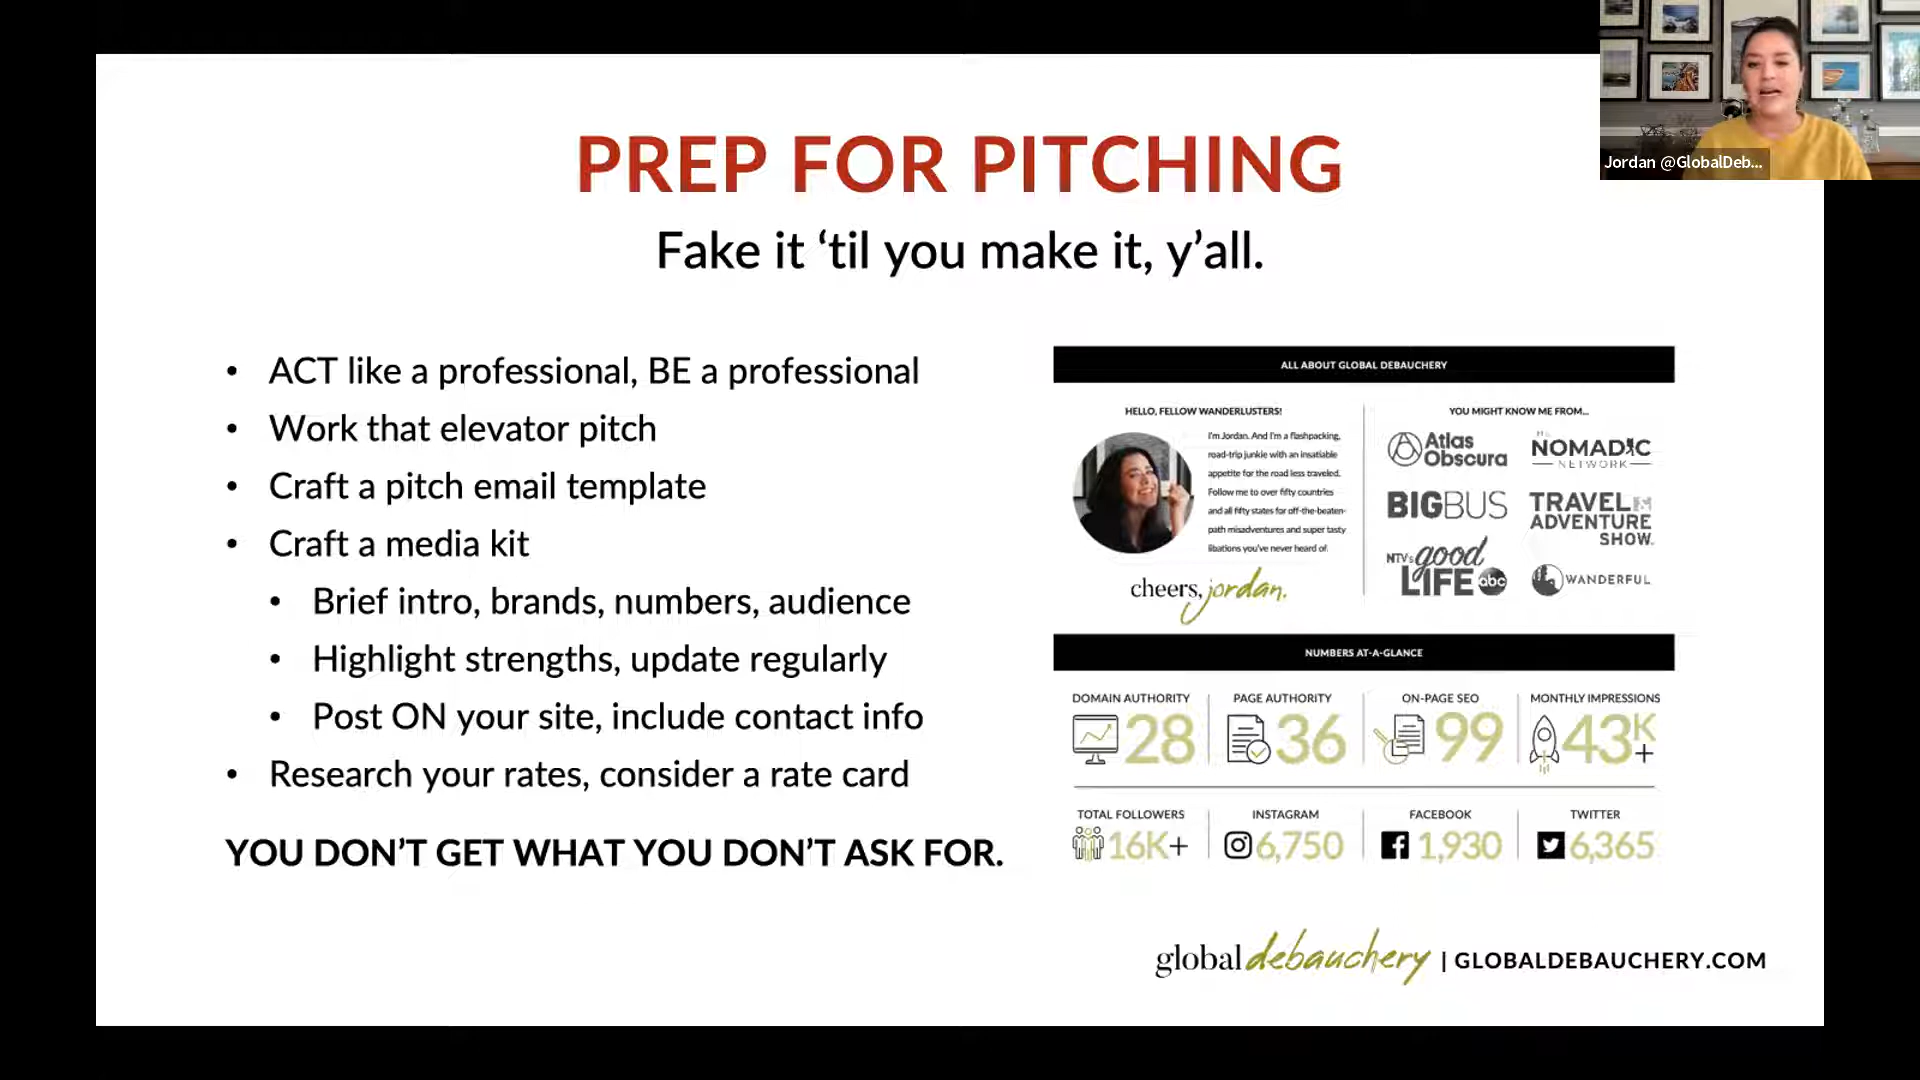 Jordan @GlobalDeb...
PREP FOR PITCHING
Fake it ‘til you make it, y’all.
• ACT like a professional, BE a professional
• Work that elevator pitch
• Craft a pitch email template
• Craft a media kit
• Brief intro, brands, numbers, audience
• Highlight strengths, update regularly
• Post ON your site, include contact info
• Research your rates, consider a rate card
YOU DON’T GET WHAT YOU DON’T ASK FOR.
ALL ABOUT GLOBAL DEBAUCHERY
HELLO, FELLOW WANDERLUSTERS!
I'm Jordan. And I'm a flashpacking,
road-trip junkie with an insatiable
appetite for the road less traveled.
Follow me to over fifty countries
and all fifty states for off-the-beaten-
path misadventures and super tasty
libations you've never heard of.
cheers, jordan.
YOU MIGHT KNOW ME FROM...
Atlas
Obscura
NOMADIC
NETWORK
BIGBUS
TRAVEL &
ADVENTURE
SHOW.
NTV's good
LIFE abc
WANDERFUL
NUMBERS AT-A-GLANCE
DOMAIN AUTHORITY
28
PAGE AUTHORITY
36
ON-PAGE SEO
99
MONTHLY IMPRESSIONS
43K+
TOTAL FOLLOWERS
16K+
INSTAGRAM
6,750
FACEBOOK
1,930
TWITTER
6,365
global debauchery | GLOBALDEBAUCHERY.COM